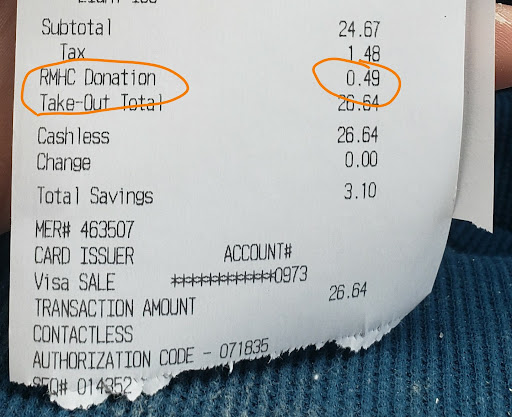 Subtotal 24.67
Tax 1.48
RMHC Donation 0.49
Take-Out Total 26.64
Cashless 26.64
Change 0.00
Total Savings 3.10
MER# 463507
CARD ISSUER ACCOUNT#
Visa SALE ************0973
TRANSACTION AMOUNT 26.64
CONTACTLESS
AUTHORIZATION CODE - 071835
SEQ# 014352